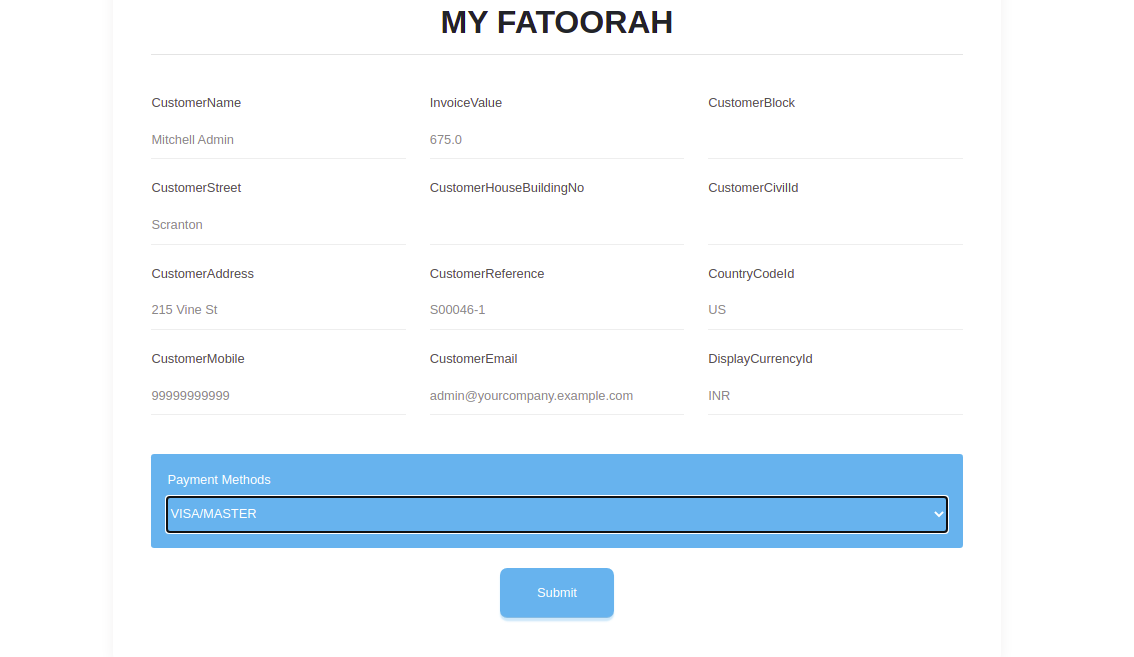 MY FATOORAH
CustomerName InvoiceValue CustomerBlock
Mitchell Admin 675.0
CustomerStreet CustomerHouseBuildingNo CustomerCivilId
Scranton
CustomerAddress CustomerReference CountryCodeId
215 Vine St S00046-1 US
CustomerMobile CustomerEmail DisplayCurrencyId
99999999999 admin@yourcompany.example.com INR
Payment Methods
VISA/MASTER
Submit